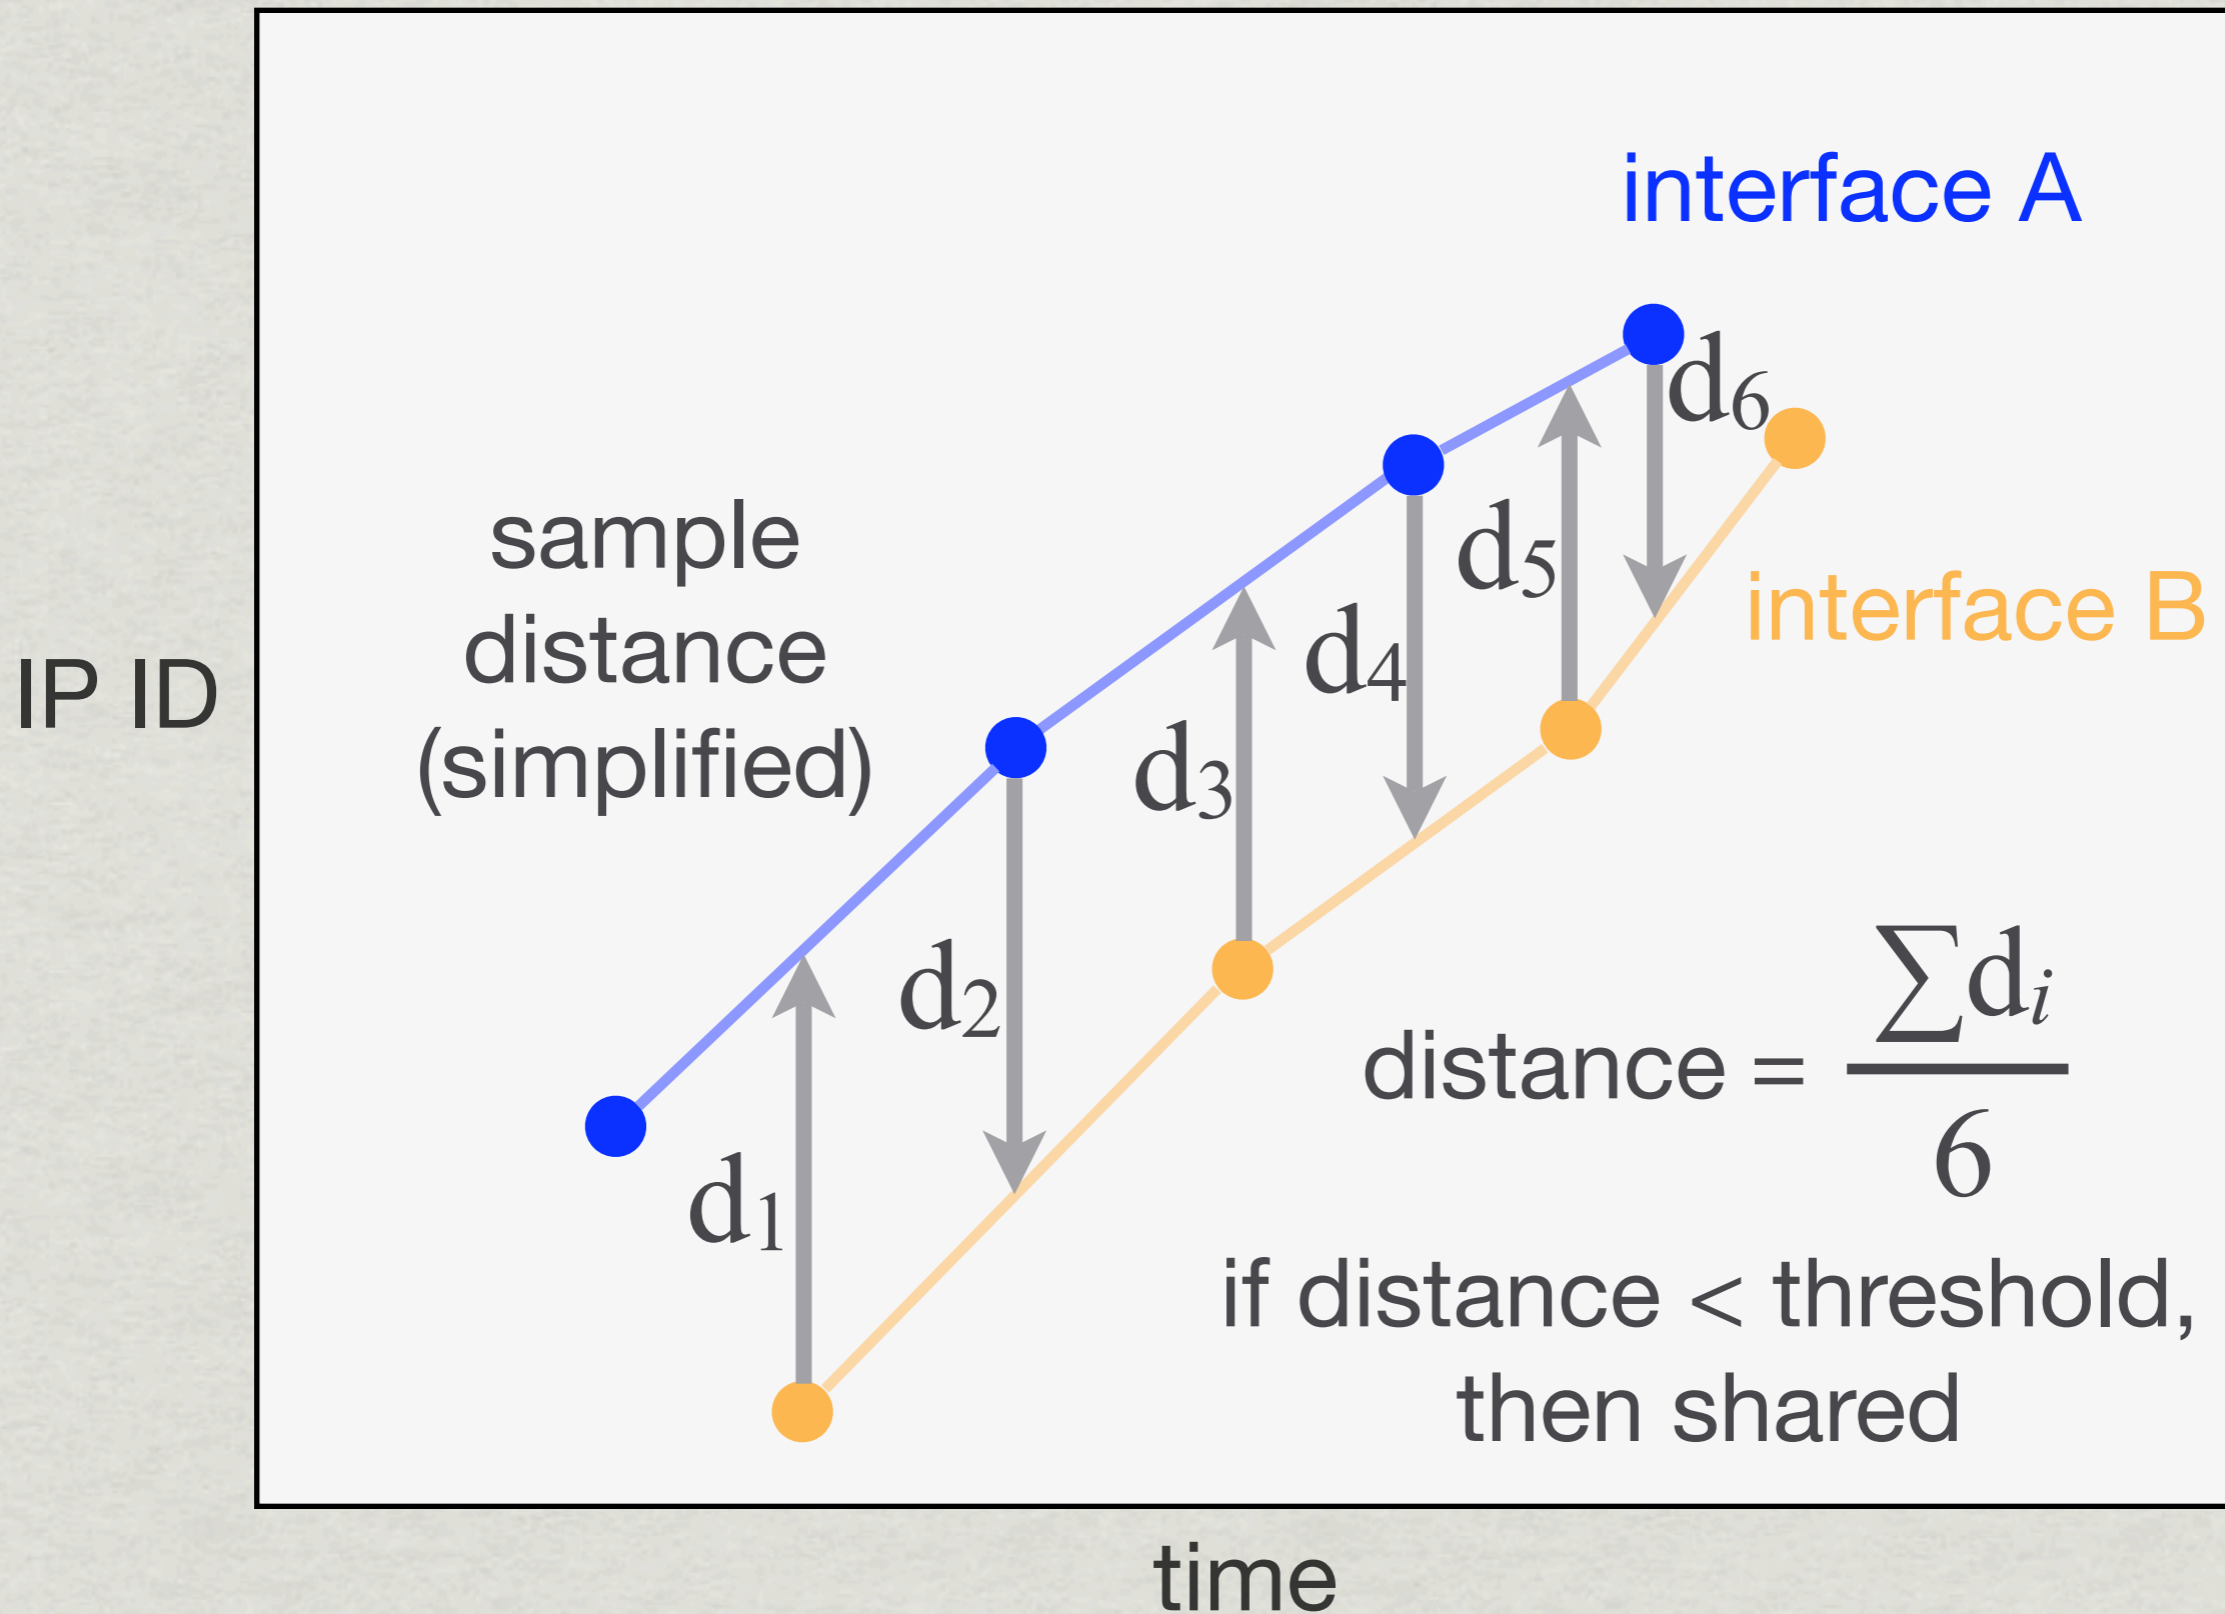 interface A
d6
sample
distance
(simplified)
d5
interface B
IP ID
d4
d3
d2
distance = ∑di
6
d1
if distance < threshold,
then shared
time